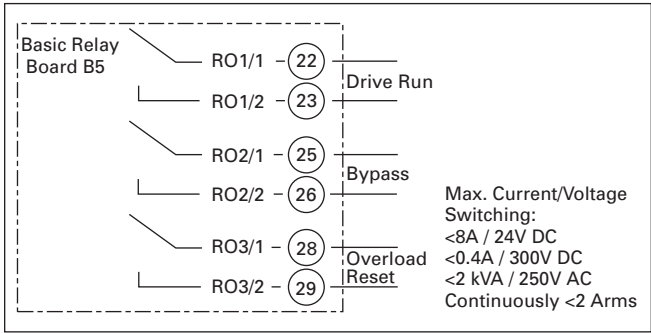 Basic Relay
Board B5
RO1/1 22
Drive Run
RO1/2 23
RO2/1 25
Bypass
RO2/2 26
RO3/1 28
Overload
Reset
RO3/2 29
Max. Current/Voltage
Switching:
<8A / 24V DC
<0.4A / 300V DC
<2 kVA / 250V AC
Continuously <2 Arms